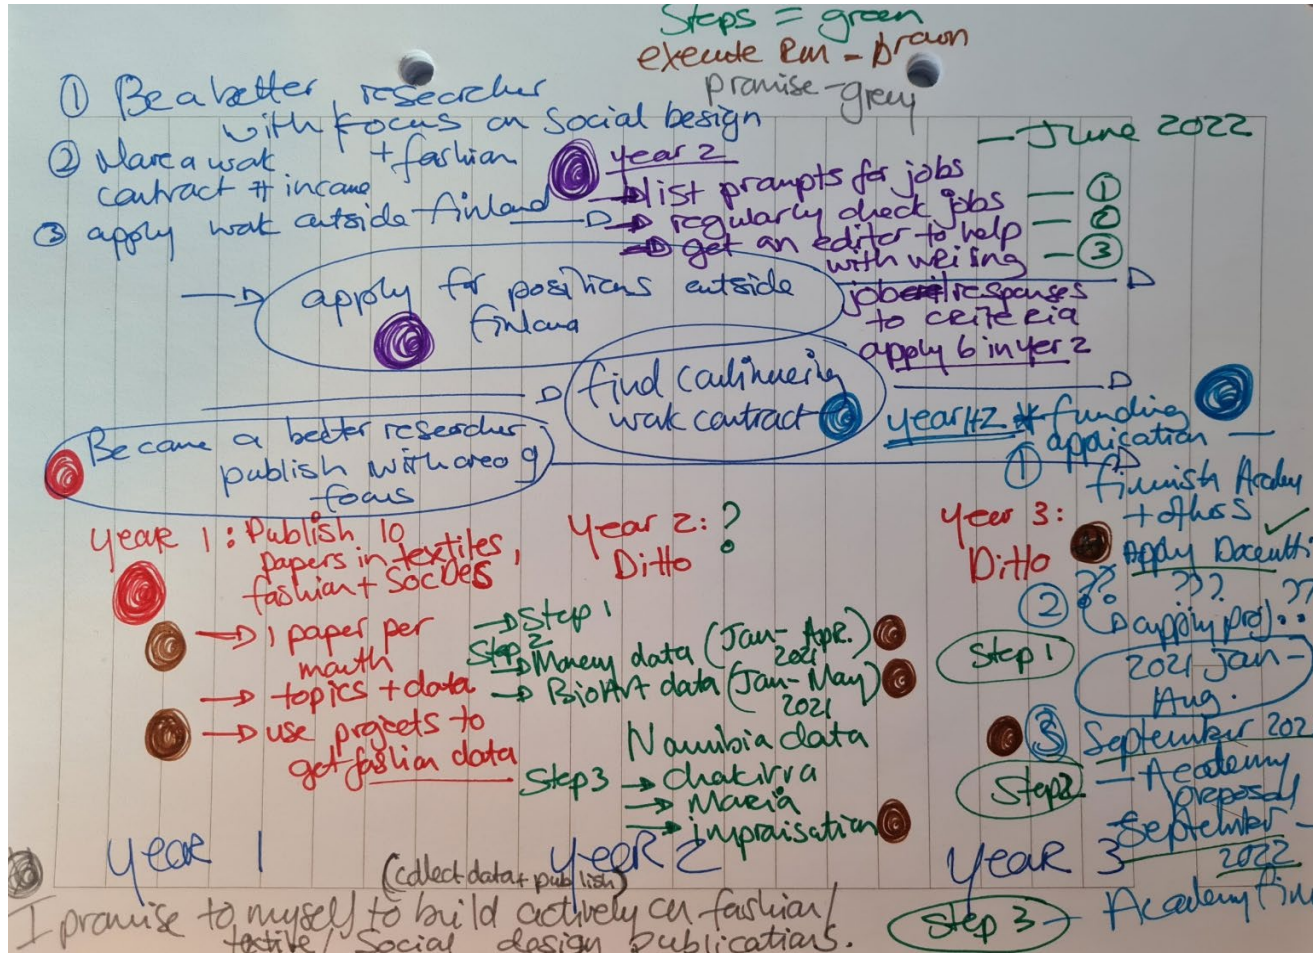 Steps = green
execute Rm - Brown
promise - grey
① Be a better researcher
with focus on Social Design
+ fashion
② Have a work
contract # income
③ apply work outside Finland
June 2022
year 2
list prompts for jobs
regularly check jobs
get an editor to help
with
job responses
to criteria
apply 6 in yer 2
①
②
③
apply for positions outside
finland
find continueing
work contract
Become a better researcher
publish with area of
focus
year 1+2 * funding
application
① finnish Academy
+ others ✓
Apply Docentti
② ?? ??? ??
apply prof
2021 Jan -
Aug.
③ September 202
Academy
proposal
September -
2022
Academy fin
year 1: Publish 10
papers in textiles,
fashion + SocDes
1 paper per
month
topics + data
use projects to
get fashion data
Year 2: ?
Ditto
Step 1
Step 2
data (Jan - Apr.
2021)
BioArt data (Jan - May)
2021
Namibia data
Step 3
Maria
year 3:
Ditto
Step 1
Step 2
Step 3 -
year 1
year 2
year 3
(collect data + publish)
I promise to myself to build actively on fashion/
textile/ Social design publications.